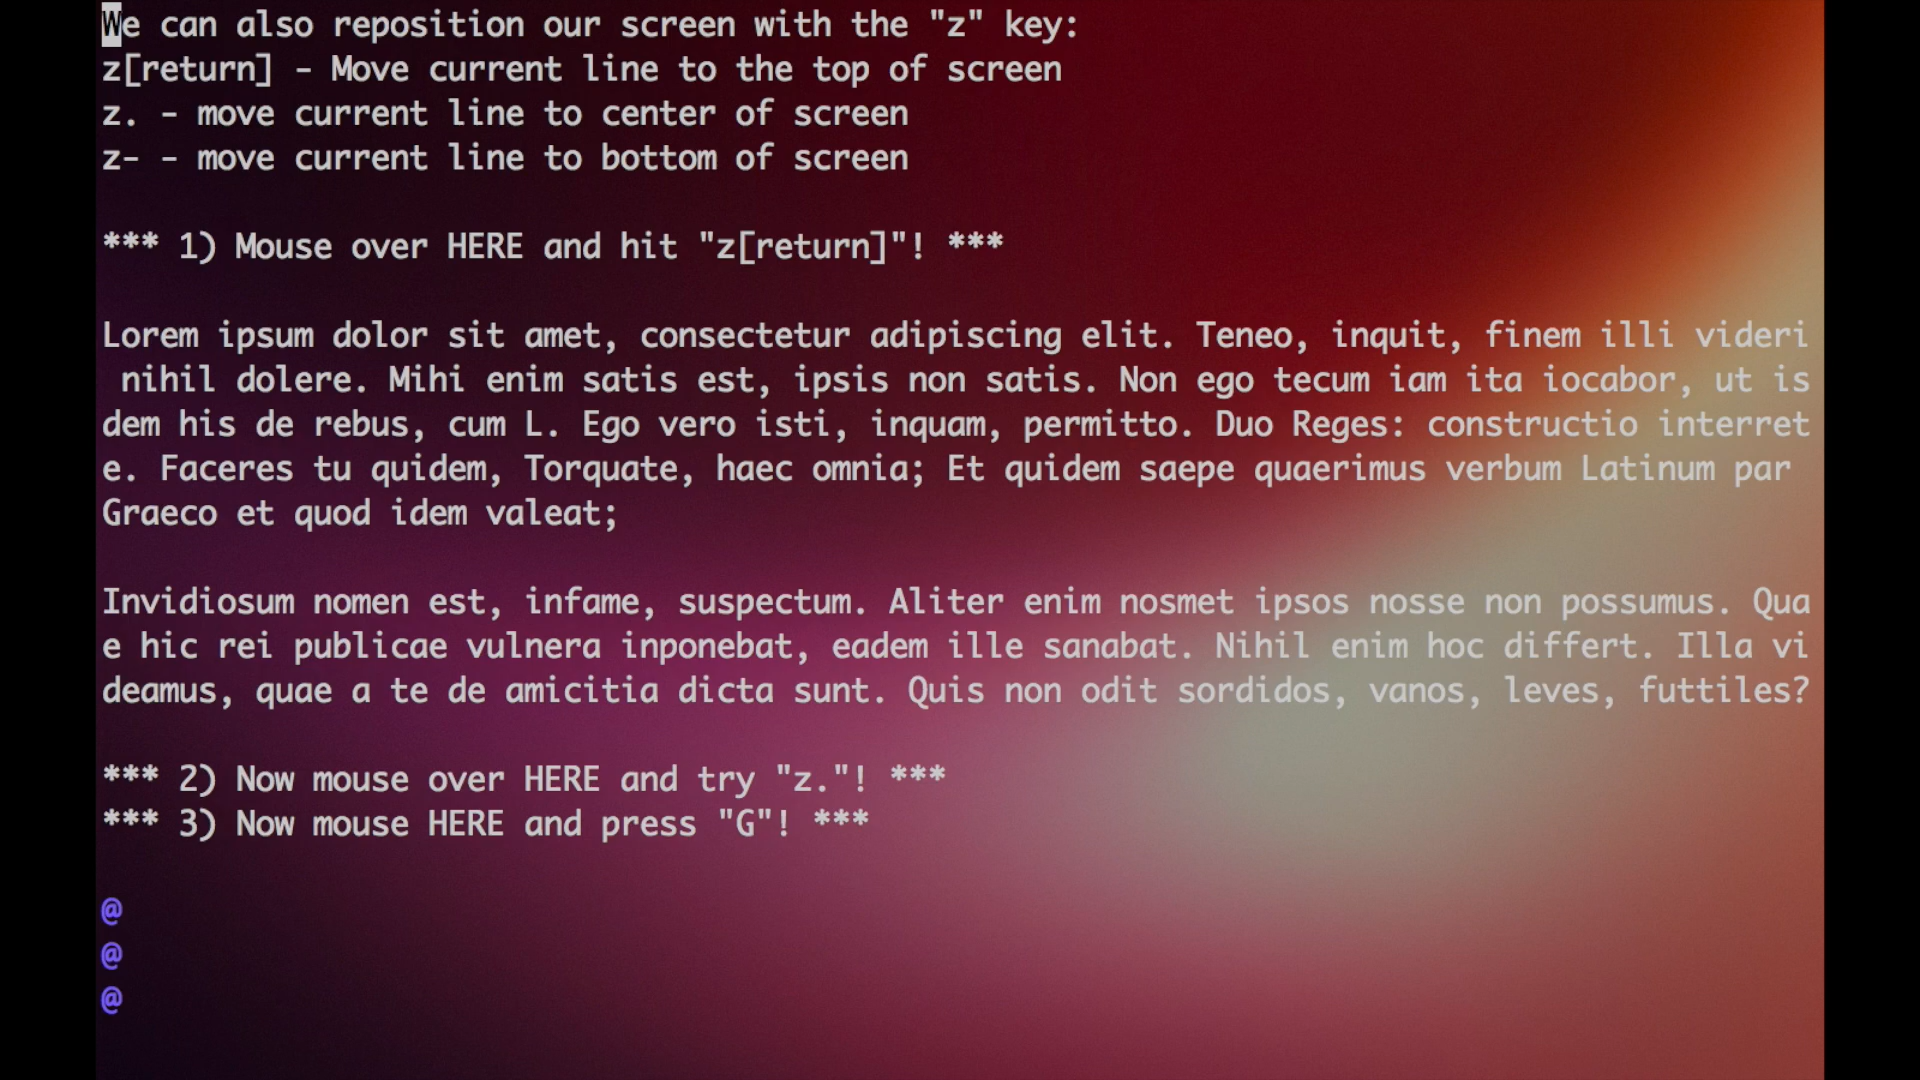 We can also reposition our screen with the "z" key:
z[return] - Move current line to the top of screen
z. - move current line to center of screen
z- - move current line to bottom of screen
*** 1) Mouse over HERE and hit "z[return]"! ***
Lorem ipsum dolor sit amet, consectetur adipiscing elit. Teneo, inquit, finem illi videri
nihil dolere. Mihi enim satis est, ipsis non satis. Non ego tecum iam ita iocabor, ut is
dem his de rebus, cum L. Ego vero isti, inquam, permitto. Duo Reges: constructio interret
e. Faceres tu quidem, Torquate, haec omnia; Et quidem saepe quaerimus verbum Latinum par
Graeco et quod idem valeat;
Invidiosum nomen est, infame, suspectum. Aliter enim nosmet ipsos nosse non possumus. Qua
e hic rei publicae vulnera inponebat, eadem ille sanabat. Nihil enim hoc differt. Illa vi
deamus, quae a te de amicitia dicta sunt. Quis non odit sordidos, vanos, leves, futtiles?
*** 2) Now mouse over HERE and try "z."! ***
*** 3) Now mouse HERE and press "G"! ***
@
@
@